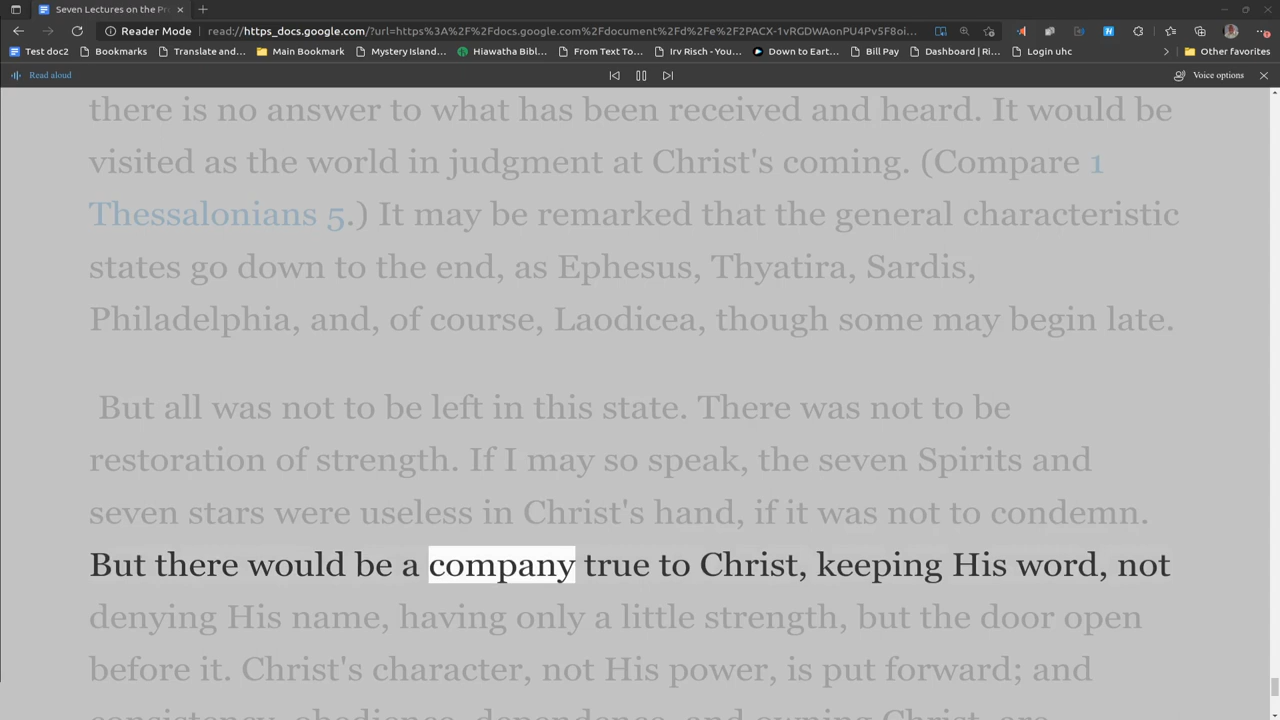 Seven Lectures on the Pr
Reader Mode read://https_docs.google.com/?url=https%3A%2F%2Fdocs.google.com%2Fdocument%2Fd%2Fe%2F2PACX-1vRGDWAonPU4Pv5F8oi...
Test doc2 Bookmarks Translate and... Main Bookmark Mystery Island... Hiawatha Bibl... From Text To... Irv Risch - You... Down to Eart... Bill Pay Dashboard | Ri... Login uhc Other favorites
Read aloud Voice options
there is no answer to what has been received and heard. It would be
visited as the world in judgment at Christ's coming. (Compare 1
Thessalonians 5.) It may be remarked that the general characteristic
states go down to the end, as Ephesus, Thyatira, Sardis,
Philadelphia, and, of course, Laodicea, though some may begin late.
But all was not to be left in this state. There was not to be
restoration of strength. If I may so speak, the seven Spirits and
seven stars were useless in Christ's hand, if it was not to condemn.
But there would be a company true to Christ, keeping His word, not
denying His name, having only a little strength, but the door open
before it. Christ's character, not His power, is put forward; and
consistency, obedience, dependence, and owning Christ, are